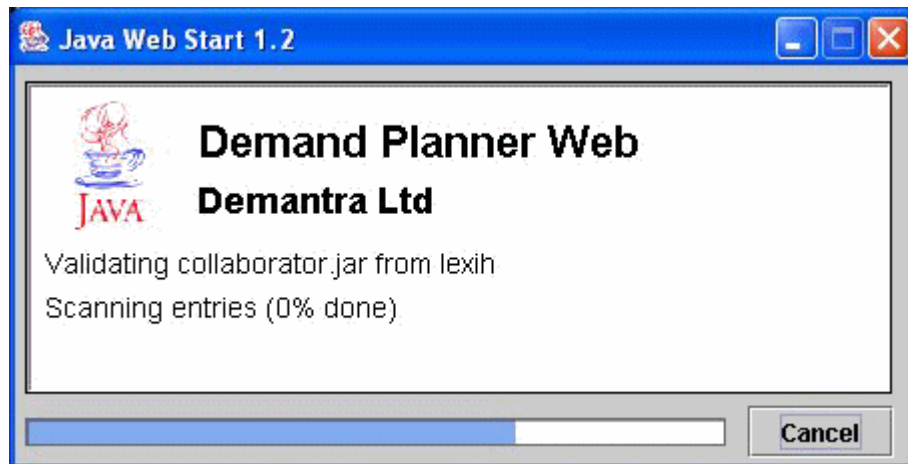 Java Web Start 1.2
Demand Planner Web
Demantra Ltd
JAVA
Validating collaborator.jar from lexih
Scanning entries (0% done)
Cancel